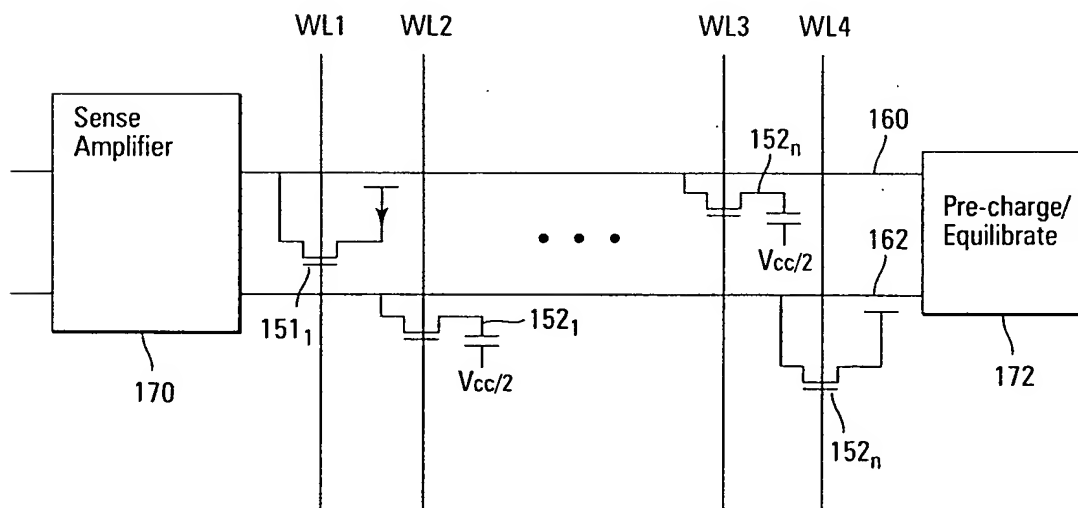 WL1
WL2
WL3
WL4
Sense
Amplifier
160
152n
Pre-charge/
Equilibrate
Vcc/2
162
151₁
152₁
Vcc/2
170
172
152n